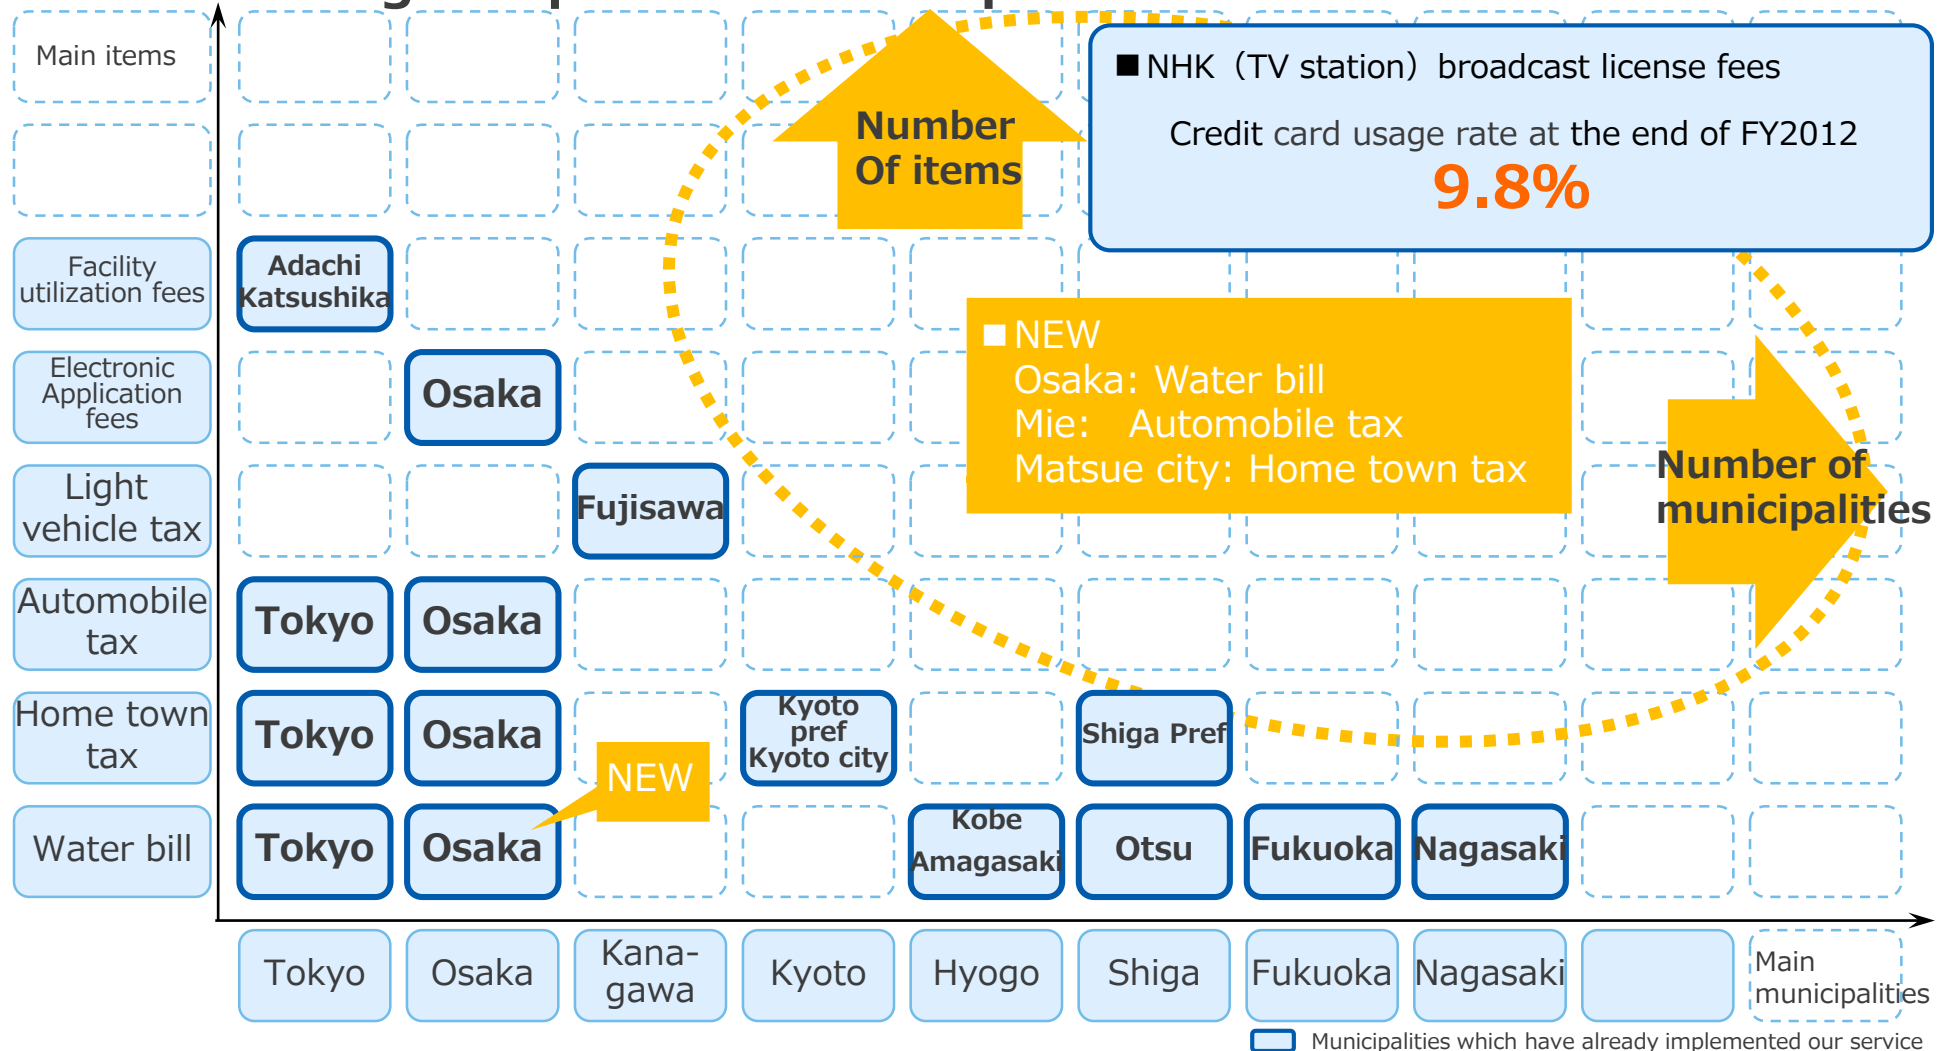 Main items
■NHK（TV station）broadcast license fees
Credit card usage rate at the end of FY2012
9.8%
Number
Of items
Facility
utilization fees
Adachi
Katsushika
■NEW
Osaka: Water bill
Mie: Automobile tax
Matsue city: Home town tax
Electronic
Application
fees
Osaka
Number of
municipalities
Light
vehicle tax
Fujisawa
Automobile
tax
Tokyo
Osaka
Home town
tax
Tokyo
Osaka
Kyoto
pref
Kyoto city
Shiga Pref
NEW
Water bill
Tokyo
Osaka
Kobe
Amagasaki
Otsu
Fukuoka
Nagasaki
Tokyo
Osaka
Kana-
gawa
Kyoto
Hyogo
Shiga
Fukuoka
Nagasaki
Main
municipalities
Municipalities which have already implemented our service